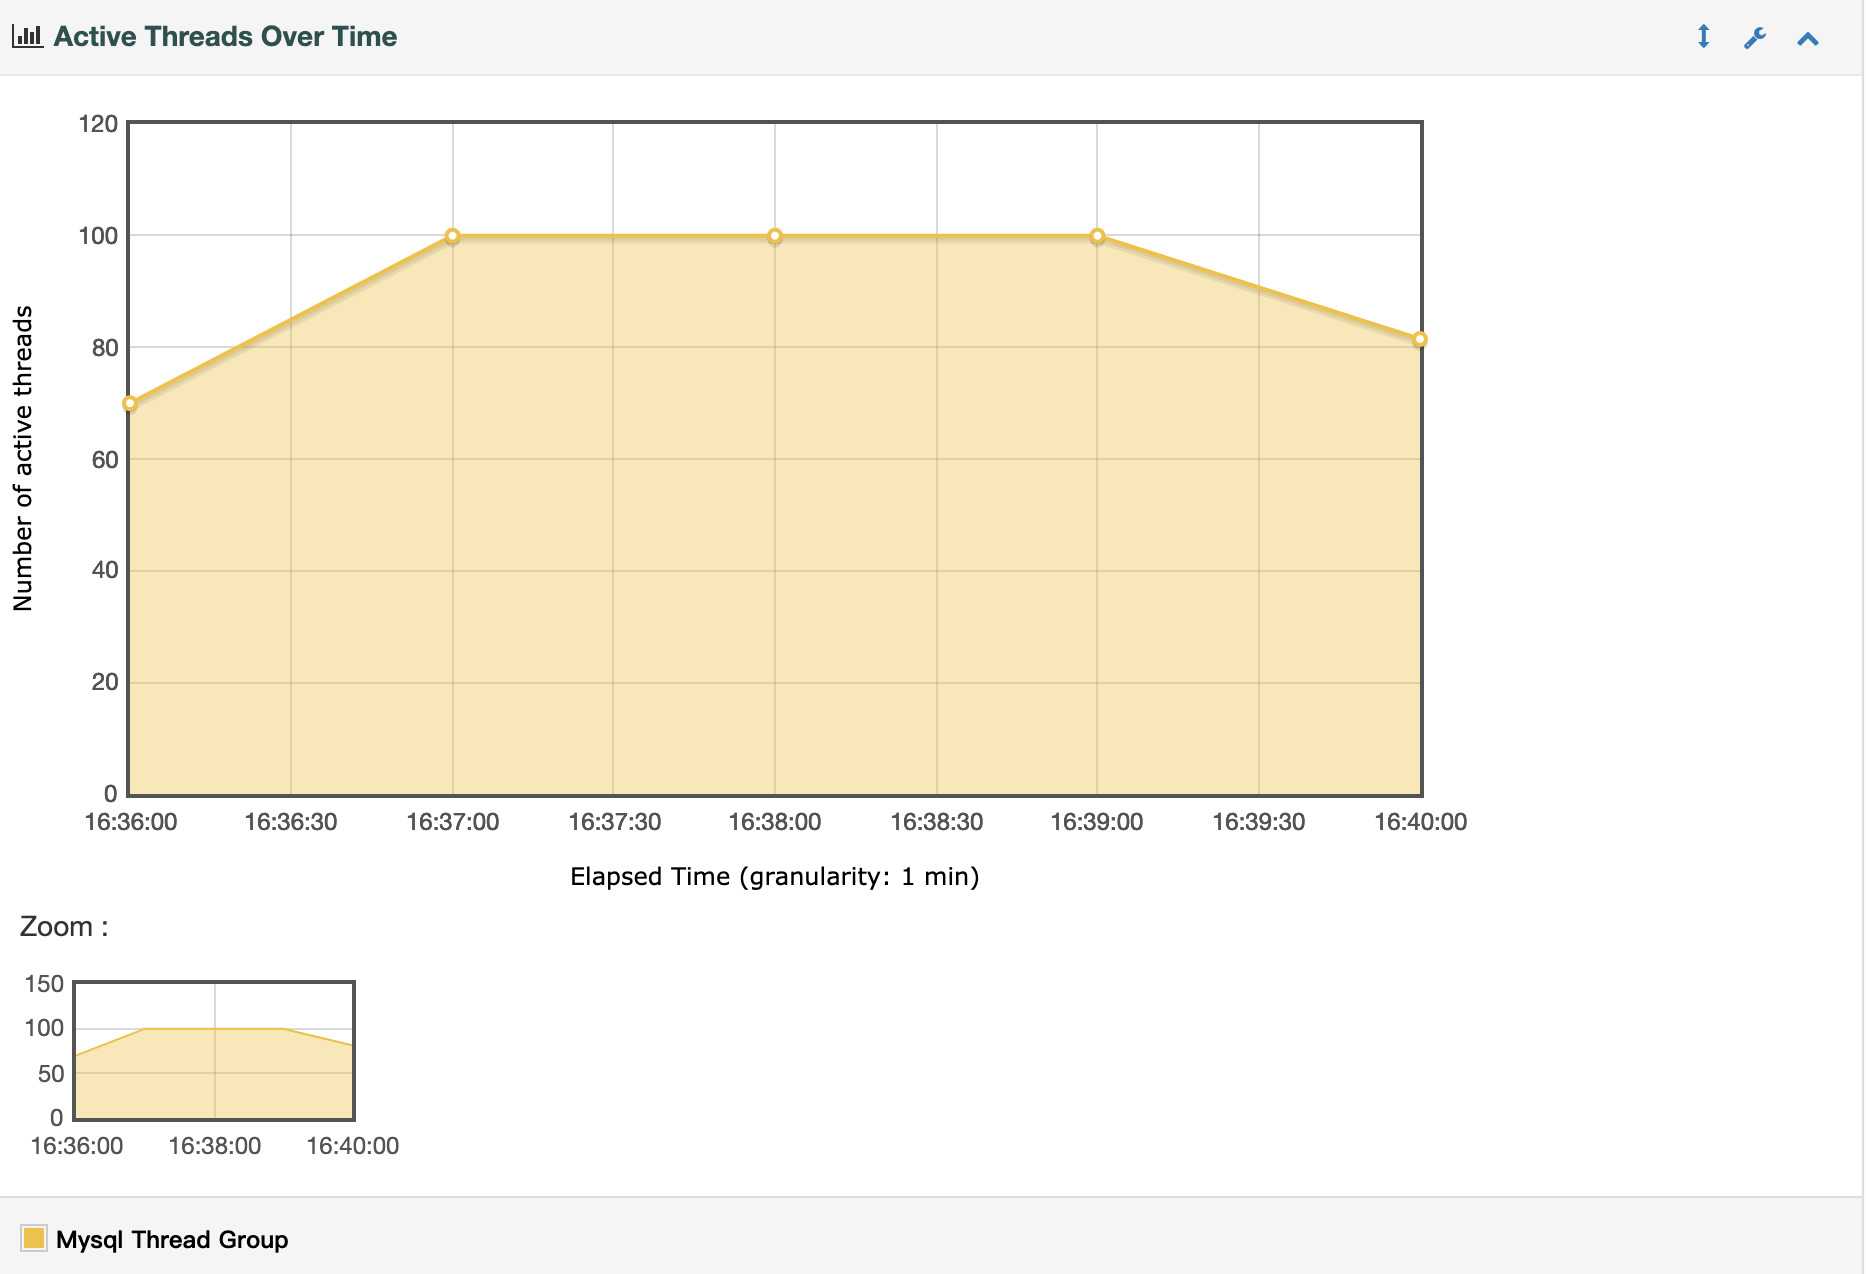 Active Threads Over Time
120
100
80
60
40
20
0
Number of active threads
16:36:00 16:36:30 16:37:00 16:37:30 16:38:00 16:38:30 16:39:00 16:39:30 16:40:00
Elapsed Time (granularity: 1 min)
Zoom :
150
100
50
0
16:36:00 16:38:00 16:40:00
Mysql Thread Group